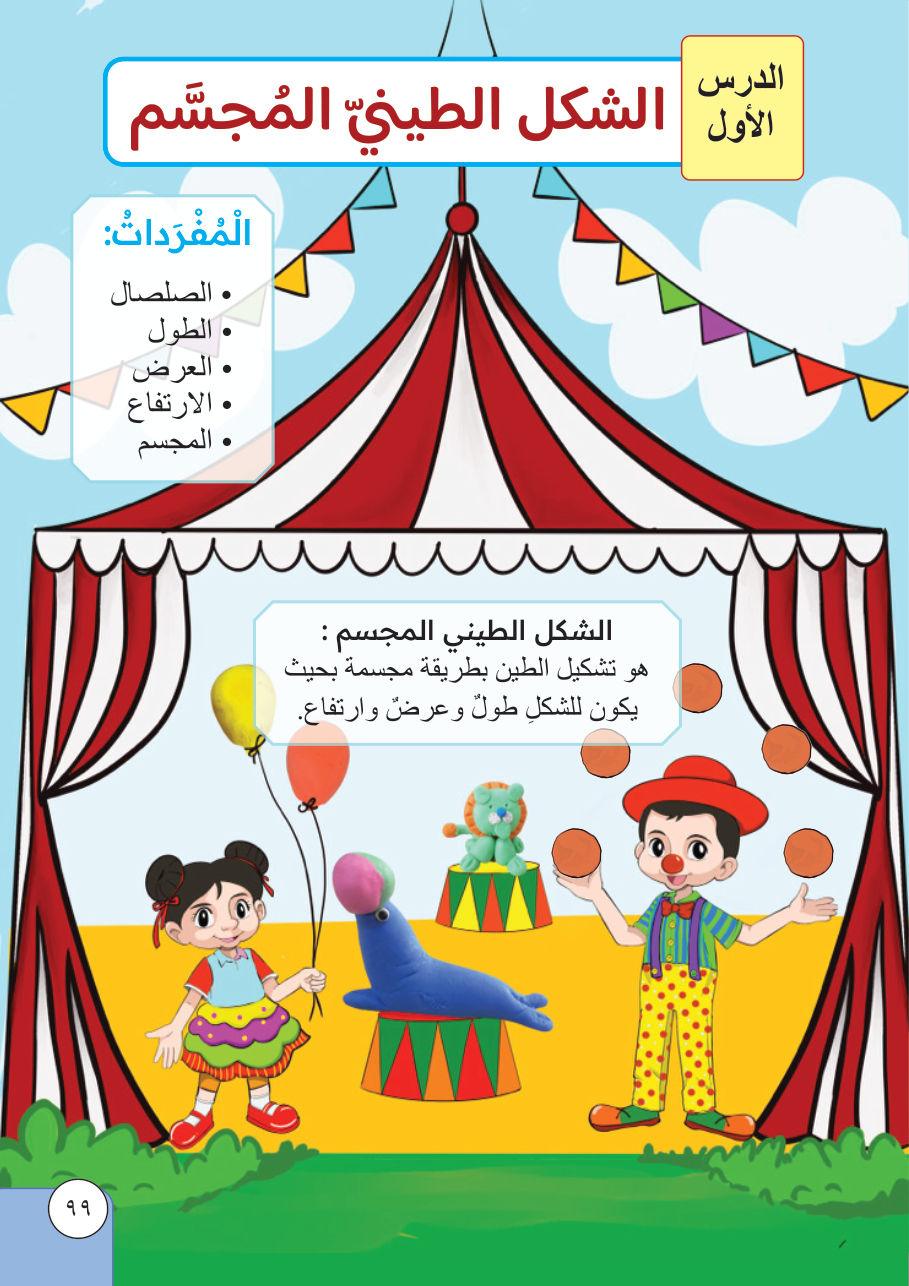 الدرس
الأول
الشكل الطينيّ المُجسَّم
الْمُفْرَداتُ:
• الصلصال
• الطول
• العرض
• الارتفاع
• المجسم
الشكل الطيني المجسم :
هو تشكيل الطين بطريقة مجسمة بحيث
يكون للشكلِ طولٌ وعرضٌ وارتفاع.
٩٩